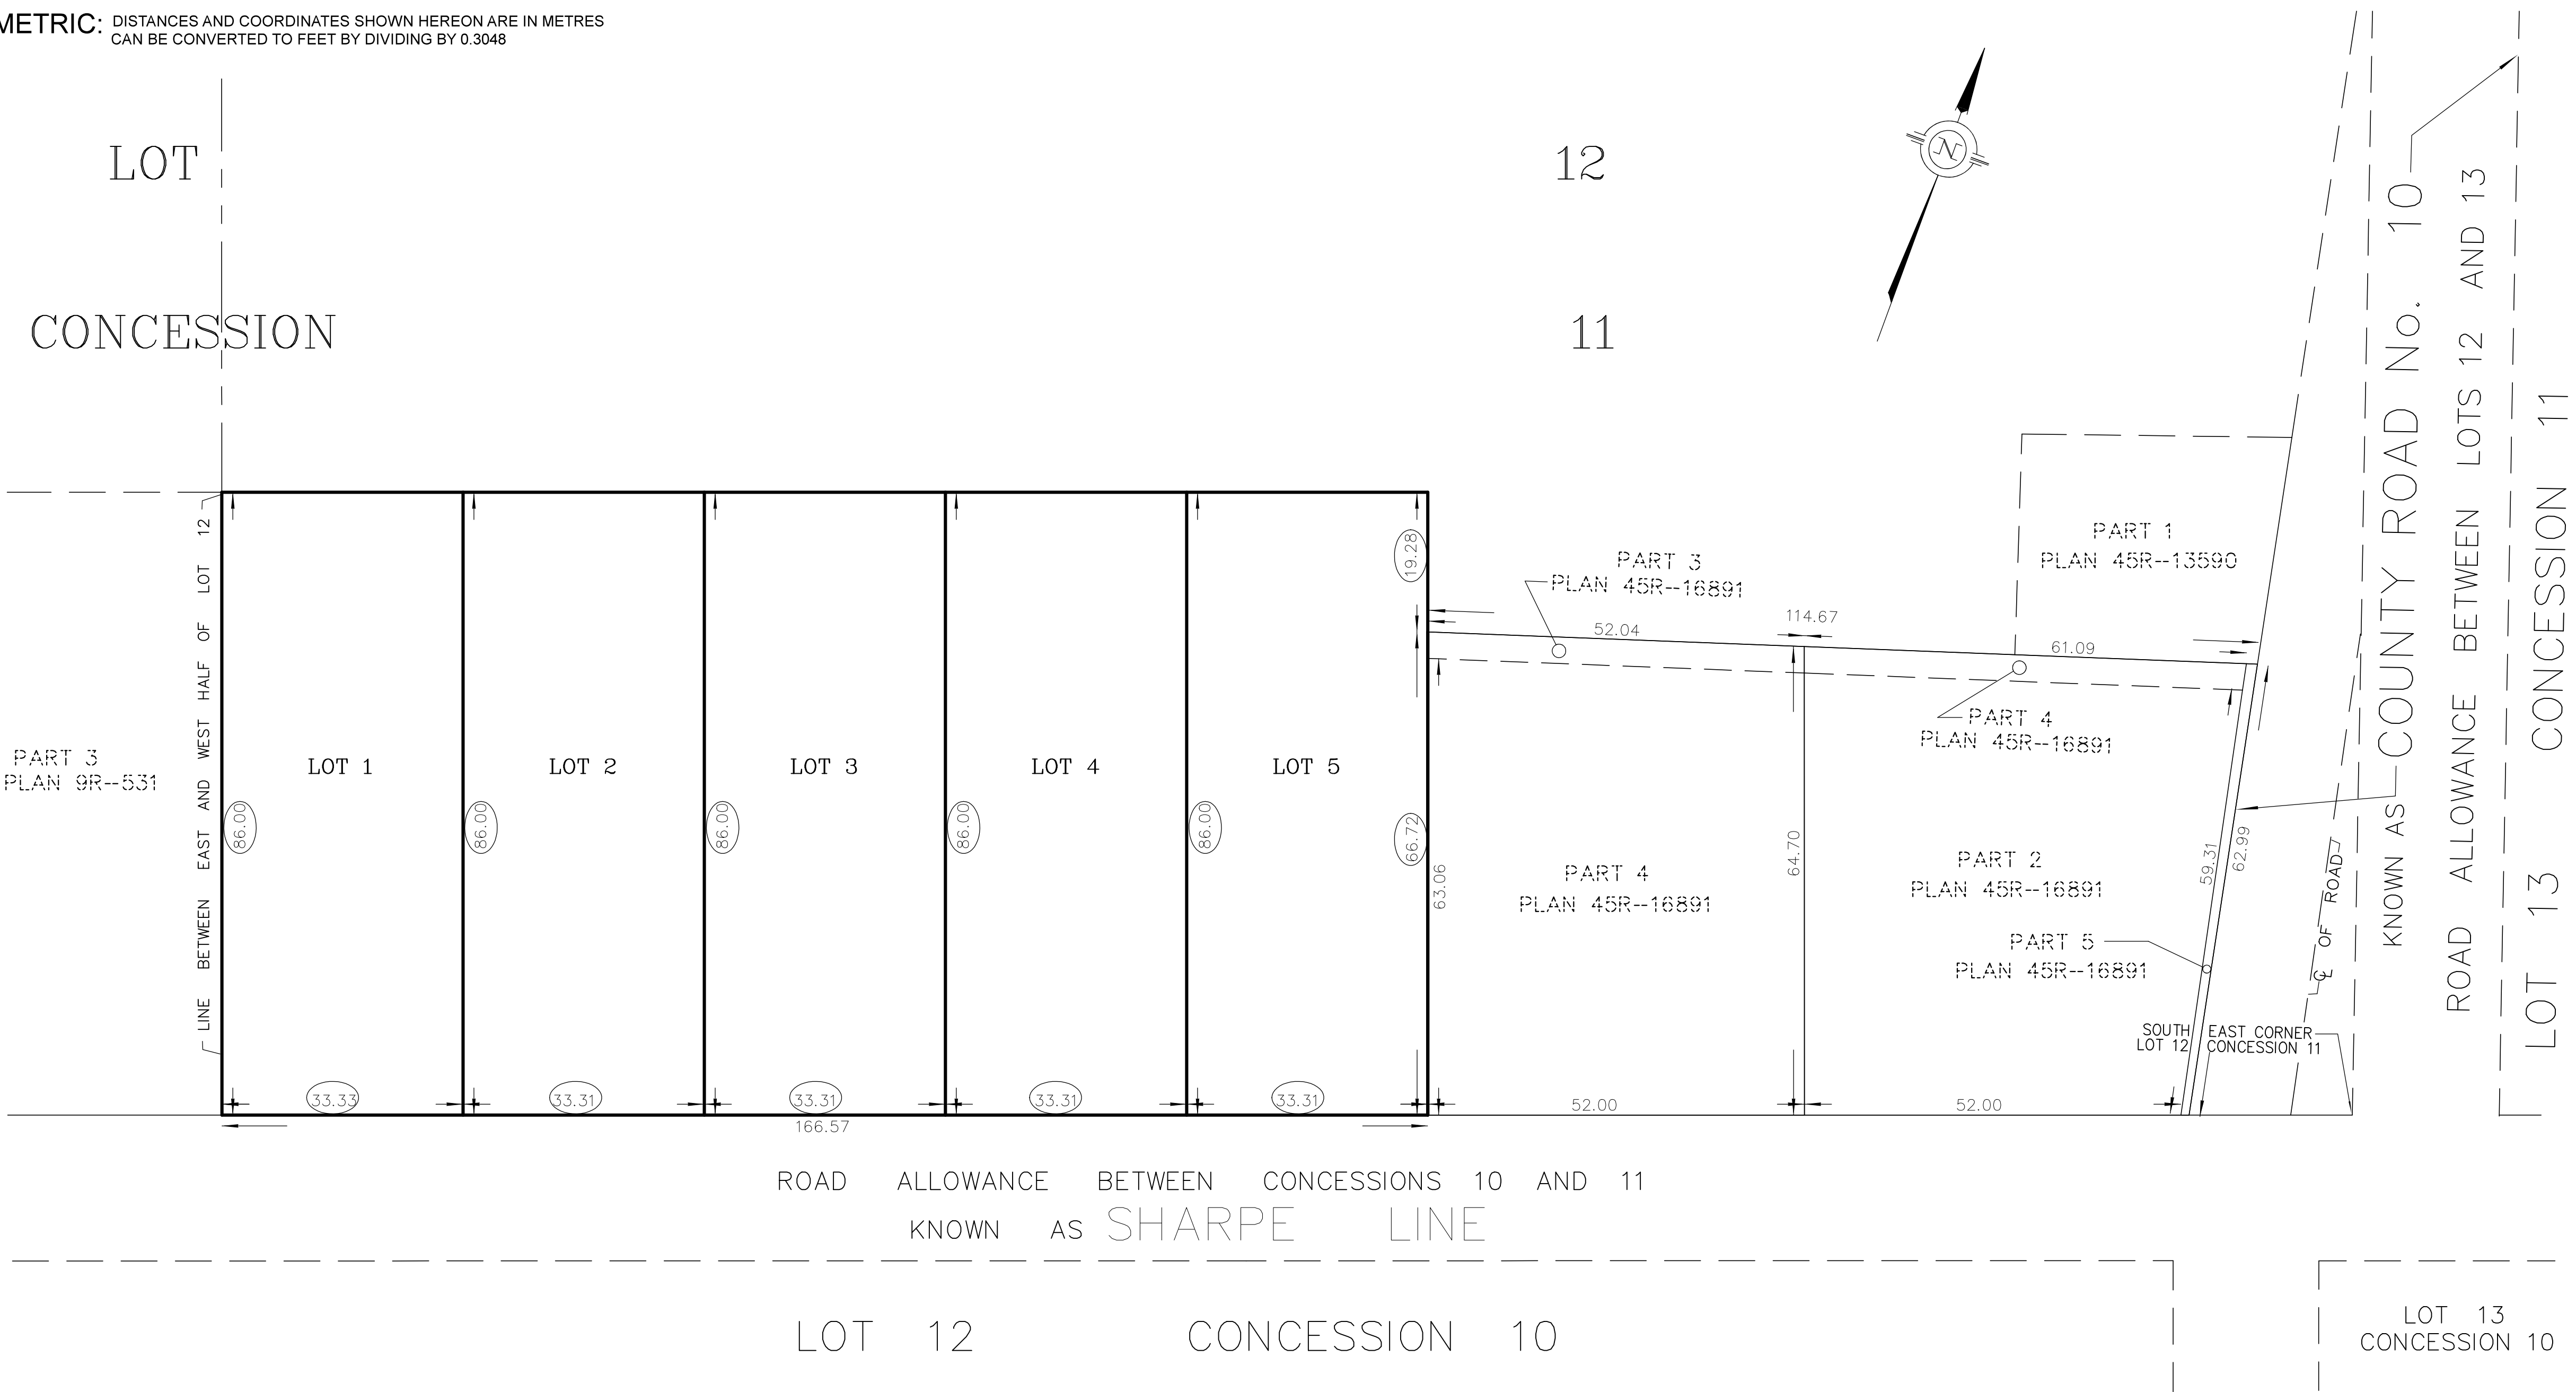 METRIC: DISTANCES AND COORDINATES SHOWN HEREON ARE IN METRES
CAN BE CONVERTED TO FEET BY DIVIDING BY 0.3048
LOT 12
CONCESSION 11
N
PART 3
PLAN 9R--531
LINE BETWEEN EAST AND WEST HALF OF LOT 12
LOT 1
LOT 2
LOT 3
LOT 4
LOT 5
86.00
86.00
86.00
86.00
86.00
19.28
66.72
33.33
33.31
33.31
33.31
33.31
166.57
PART 3
PLAN 45R--16891
52.04
114.67
61.09
PART 1
PLAN 45R--13590
PART 4
PLAN 45R--16891
63.06
PART 4
PLAN 45R--16891
64.70
PART 2
PLAN 45R--16891
PART 5
PLAN 45R--16891
59.31
62.99
52.00
52.00
SOUTH EAST CORNER
LOT 12 CONCESSION 11
CL OF ROAD
KNOWN AS COUNTY ROAD No. 10
ROAD ALLOWANCE BETWEEN LOTS 12 AND 13
LOT 13 CONCESSION 11
ROAD ALLOWANCE BETWEEN CONCESSIONS 10 AND 11
KNOWN AS SHARPE LINE
LOT 12 CONCESSION 10
LOT 13
CONCESSION 10